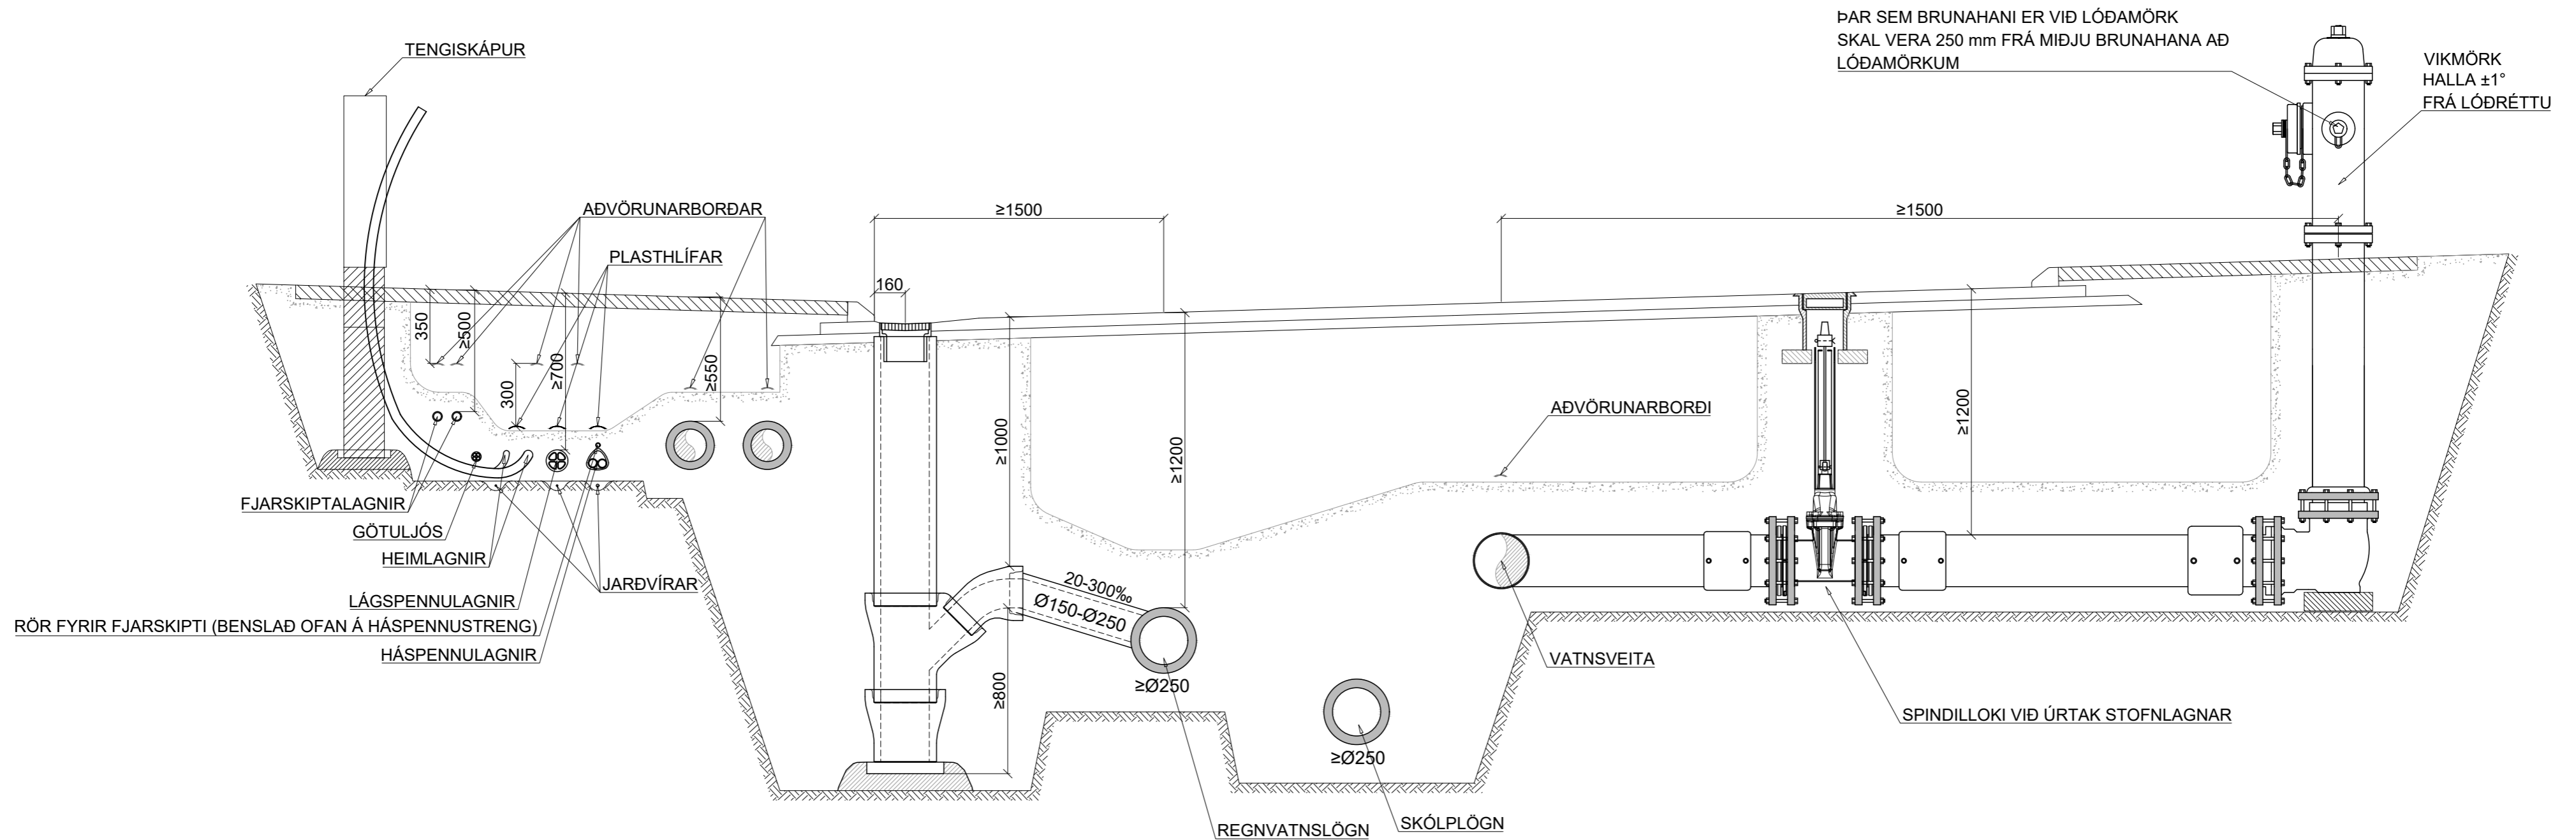 ÞAR SEM BRUNAHANI ER VIÐ LÓÐAMÖRK
SKAL VERA 250 mm FRÁ MIÐJU BRUNAHANA AÐ
LÓÐAMÖRKUM
TENGISKÁPUR
VIKMÖRK
HALLA ±1°
FRÁ LÓÐRÉTTU
AÐVÖRUNARBORÐAR
≥1500
≥1500
PLASTHLÍFAR
160
350
≥500
300
≥700
≥550
≥1000
≥1200
≥1200
AÐVÖRUNARBORÐI
FJARSKIPTALAGNIR
GÖTULJÓS
HEIMLAGNIR
JARÐVÍRAR
LÁGSPENNULAGNIR
RÖR FYRIR FJARSKIPTI (BENSLAÐ OFAN Á HÁSPENNUSTRENG)
HÁSPENNULAGNIR
20-300‰
Ø150-Ø250
≥800
≥Ø250
VATNSVEITA
SPINDILLOKI VIÐ ÚRTAK STOFNLAGNAR
≥Ø250
REGNVATNSLÖGN
SKÓLPLÖGN